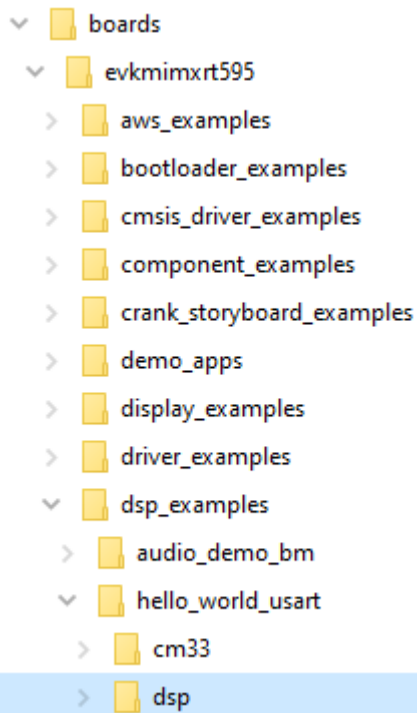 boards
evkmimxrt595
aws_examples
bootloader_examples
cmsis_driver_examples
component_examples
crank_storyboard_examples
demo_apps
display_examples
driver_examples
dsp_examples
audio_demo_bm
hello_world_usart
cm33
dsp